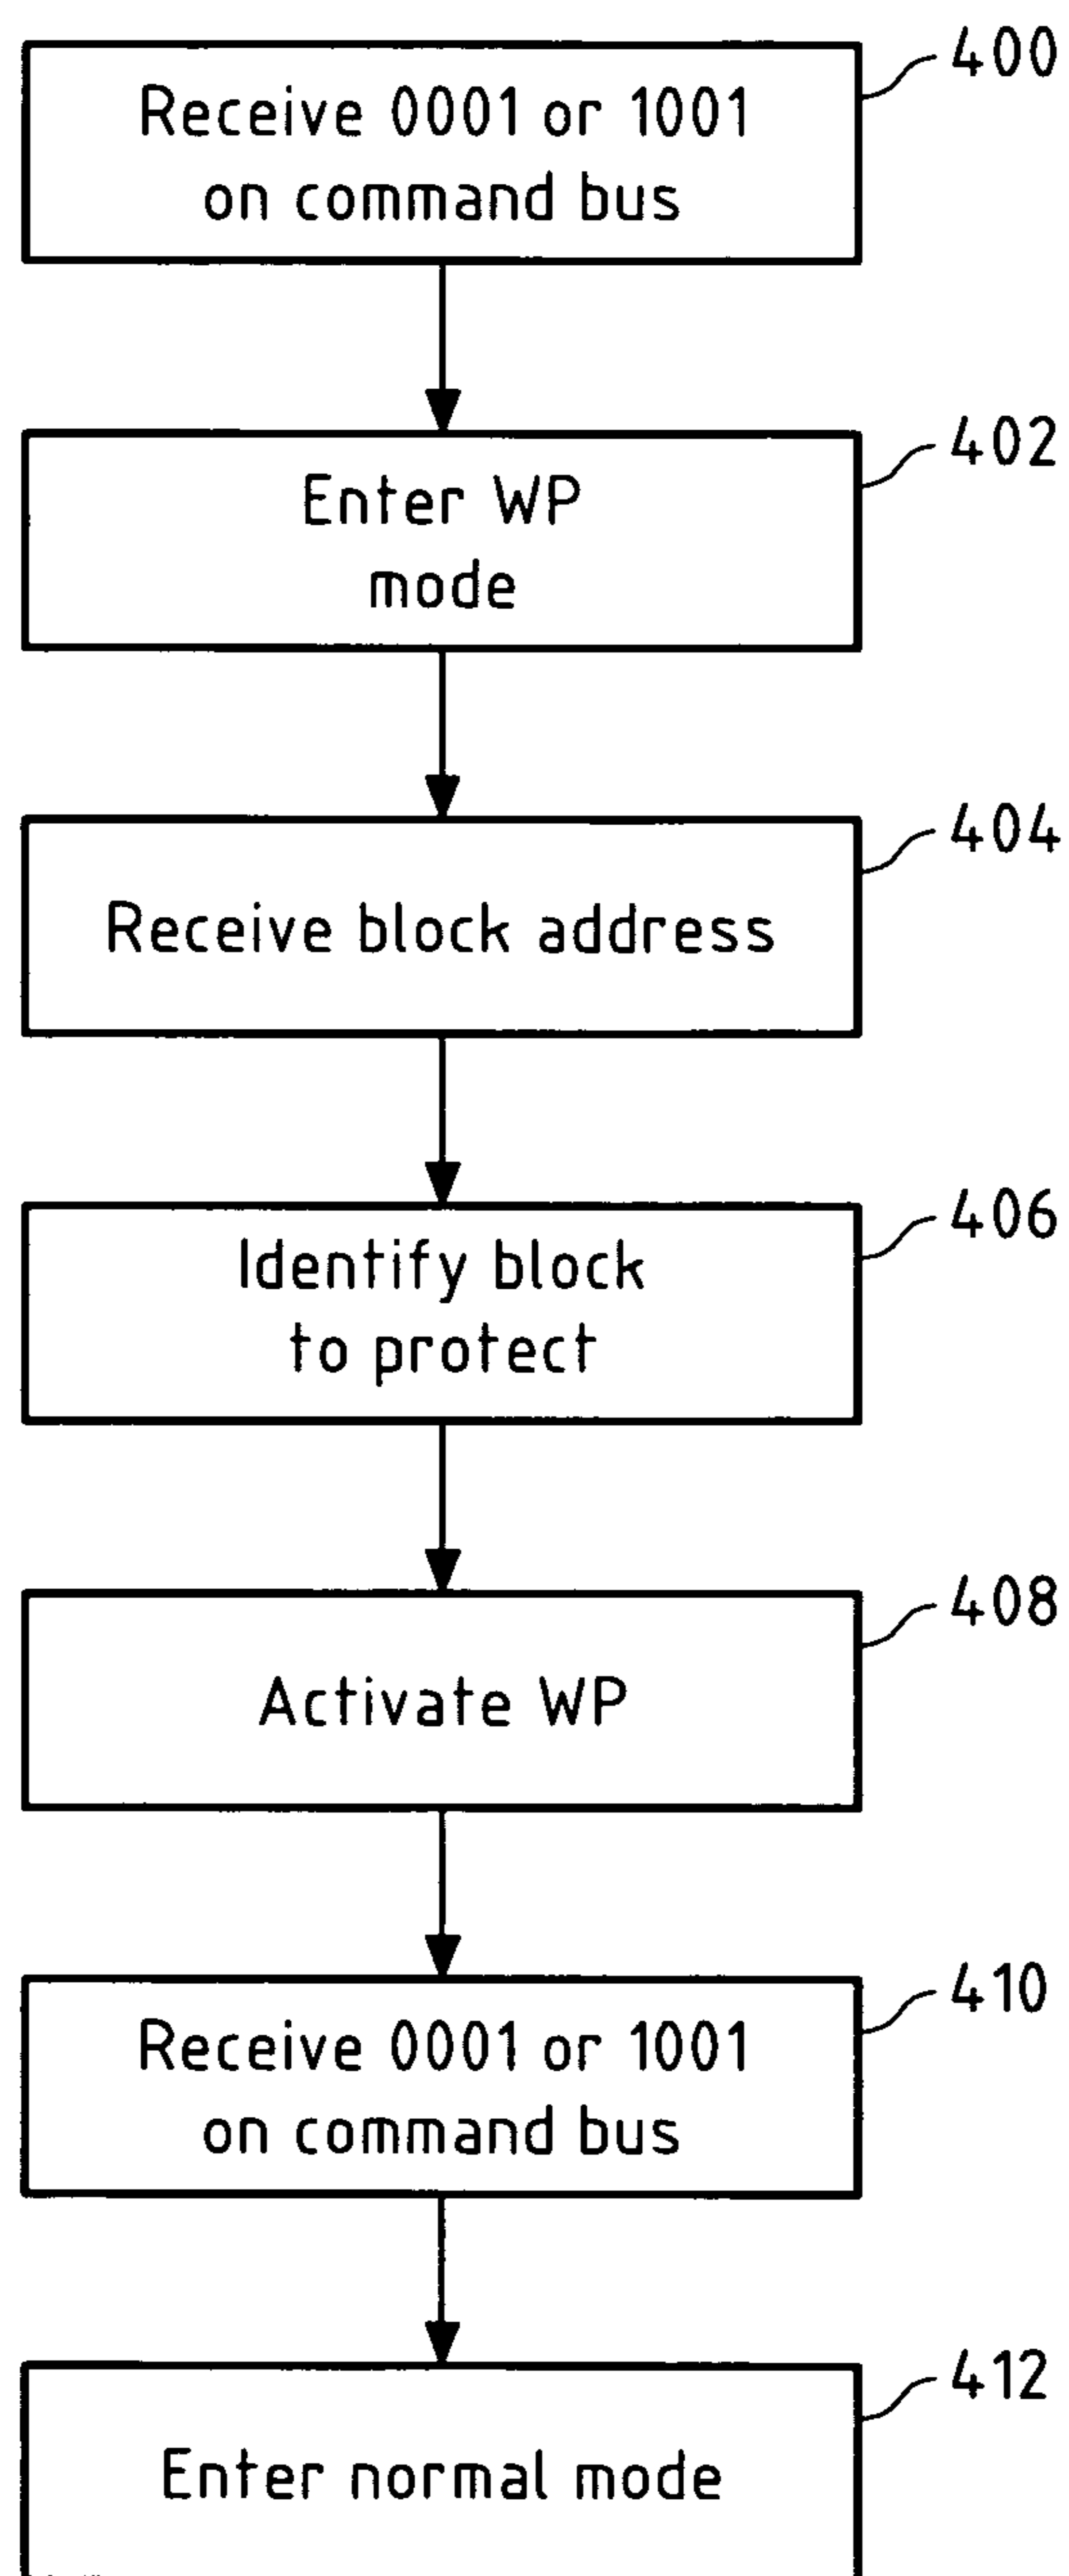 400
Receive 0001 or 1001
on command bus
402
Enter WP
mode
404
Receive block address
406
Identify block
to protect
408
Activate WP
410
Receive 0001 or 1001
on command bus
412
Enter normal mode